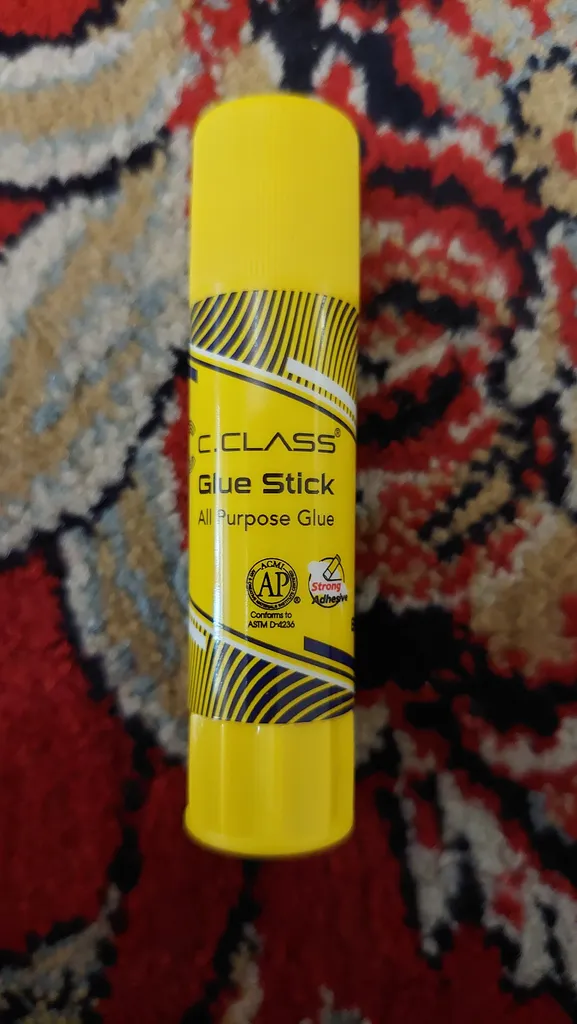 C.CLASS®
Glue Stick
All Purpose Glue
ACMI
AP®
Conforms to
ASTM D-4236
Strong
Adhesive